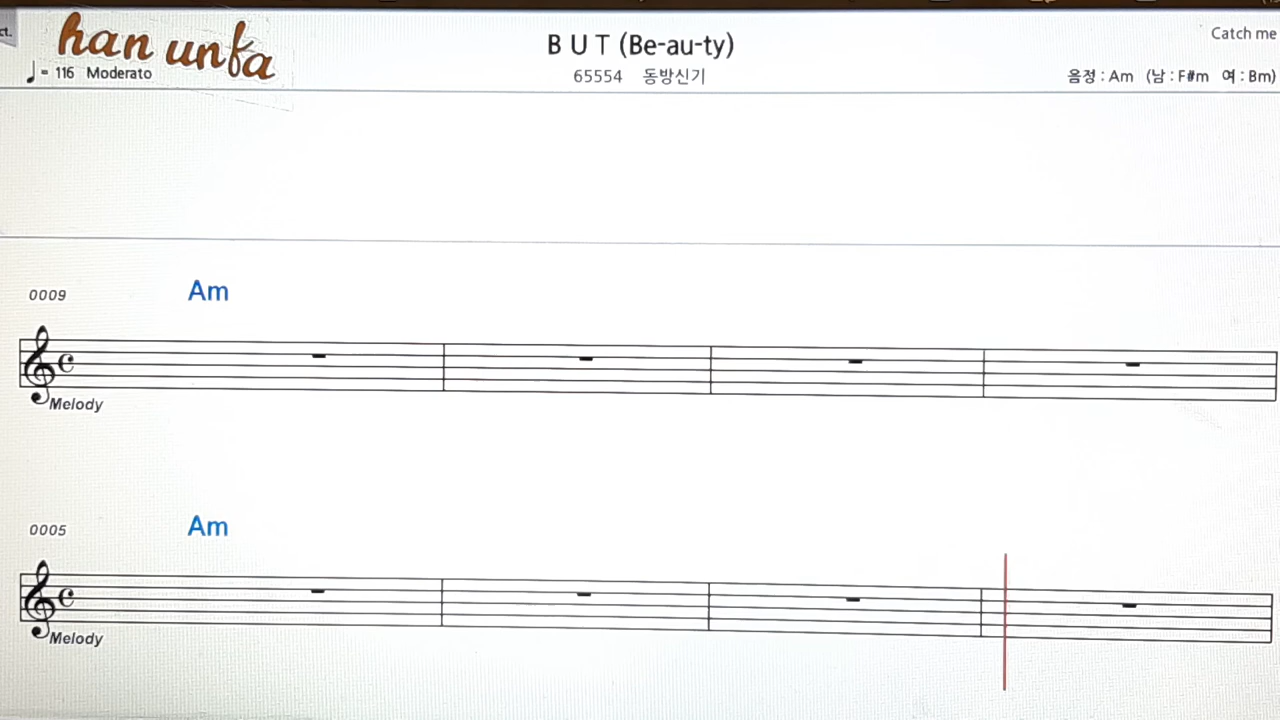 ct.
han unfa
B U T (Be-au-ty)
Catch me
♩ = 116 Moderato
65554 동방신기
음정 : Am (남 : F#m 여 : Bm)
0009 Am
Melody
0005 Am
Melody